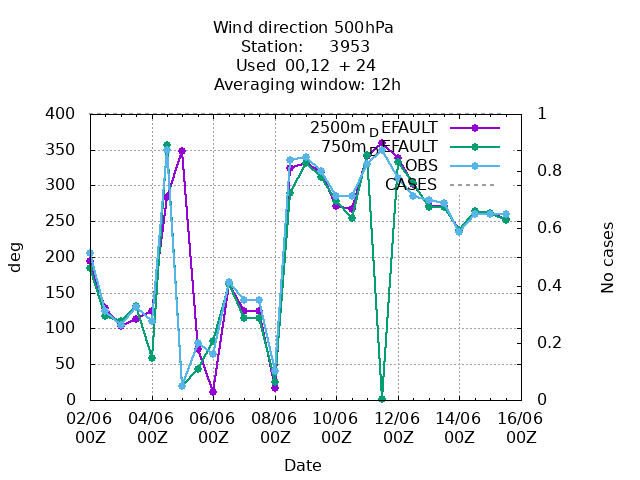 Wind direction 500hPa
Station: 3953
Used 00,12 + 24
Averaging window: 12h
400
350
300
250
200
150
100
50
0
deg
1
0.8
0.6
0.4
0.2
0
No cases
2500m_DEFAULT
750m_DEFAULT
OBS
CASES
02/06 04/06 06/06 08/06 10/06 12/06 14/06 16/06
00Z 00Z 00Z 00Z 00Z 00Z 00Z 00Z
Date